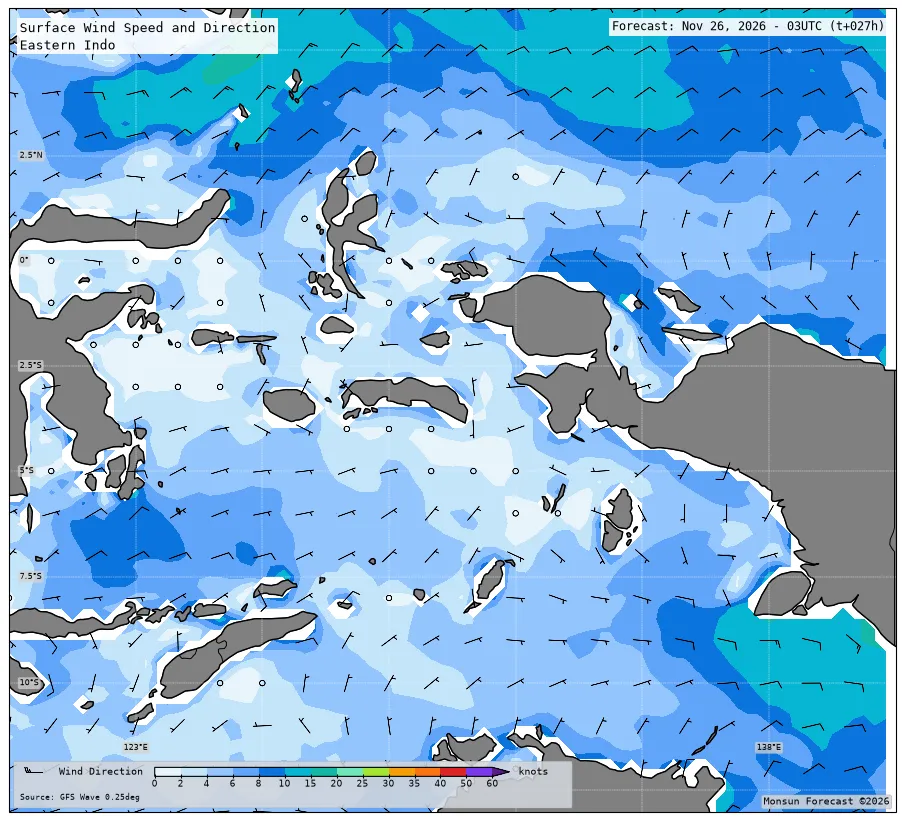 Surface Wind Speed and Direction
Eastern Indo
Forecast: Nov 26, 2026 - 03UTC (t+027h)
2.5°N
0°
2.5°S
5°S
7.5°S
10°S
123°E
138°E
Wind Direction
0 2 4 6 8 10 12 15 20 25 30 35 40 50 60
knots
Source: GFS Wave 0.25deg
Monsun Forecast ©2026